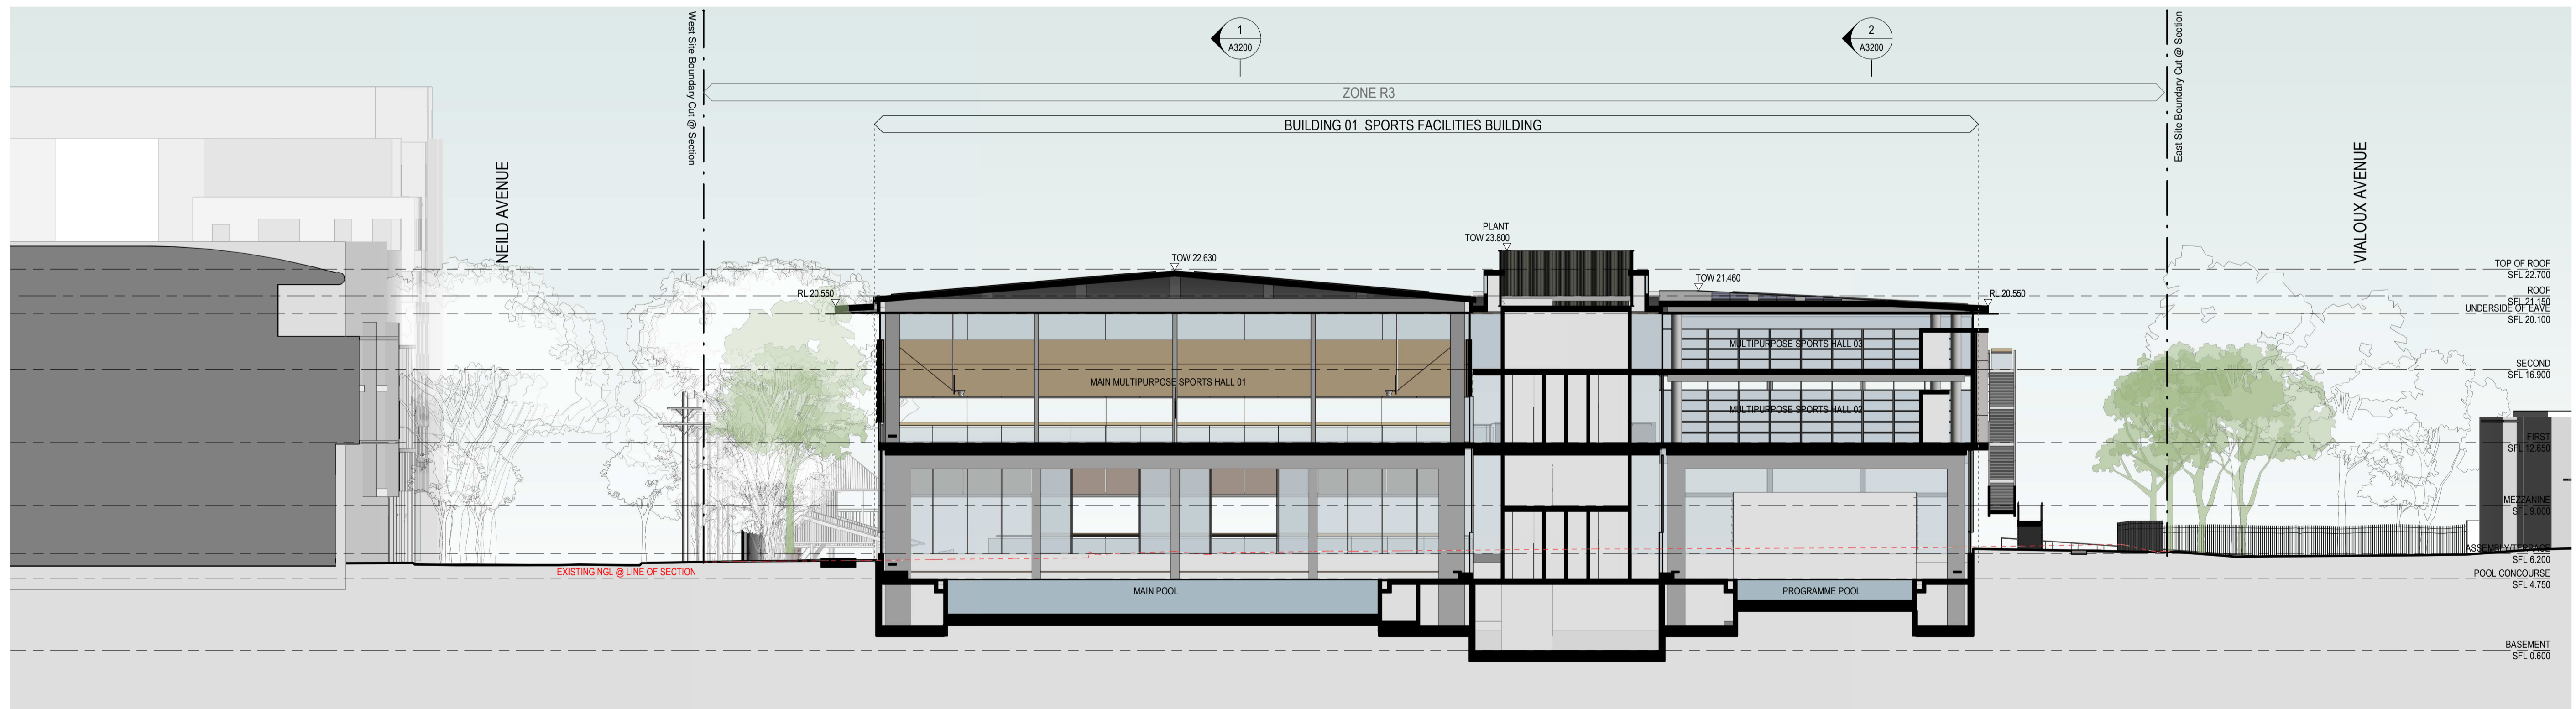 West Site Boundary Cut @ Section
1
A3200
2
A3200
East Site Boundary Cut @ Section
ZONE R3
BUILDING 01 SPORTS FACILITIES BUILDING
NEILD AVENUE
VIALOUX AVENUE
PLANT
TOW 23.800
TOW 22.630
TOW 21.460
RL 20.550
RL 20.550
TOP OF ROOF
SFL 22.700
ROOF
SFL 21.150
UNDERSIDE OF EAVE
SFL 20.100
MULTIPURPOSE SPORTS HALL 03
SECOND
SFL 16.900
MAIN MULTIPURPOSE SPORTS HALL 01
MULTIPURPOSE SPORTS HALL 02
FIRST
SFL 12.650
MEZZANINE
SFL 9.000
ASSEMBLY/TERRACE
SFL 6.200
EXISTING NGL @ LINE OF SECTION
POOL CONCOURSE
SFL 4.750
MAIN POOL
PROGRAMME POOL
BASEMENT
SFL 0.600